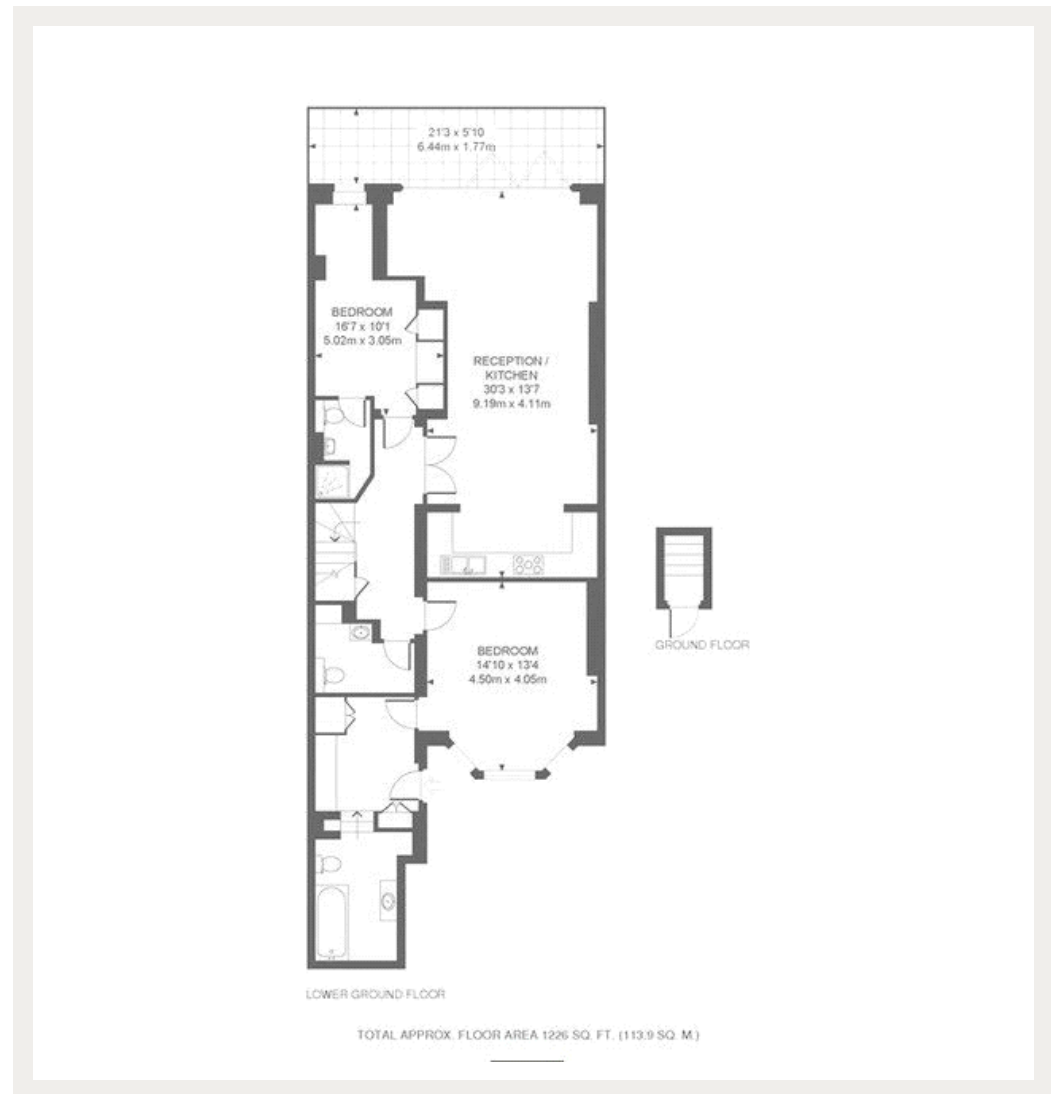 21'3 x 5'10
6.44m x 1.77m
BEDROOM
16'7 x 10'1
5.02m x 3.05m
RECEPTION /
KITCHEN
30'3 x 13'7
9.19m x 4.11m
BEDROOM
14'10 x 13'4
4.50m x 4.05m
GROUND FLOOR
LOWER GROUND FLOOR
TOTAL APPROX. FLOOR AREA 1226 SQ. FT. (113.9 SQ. M.)